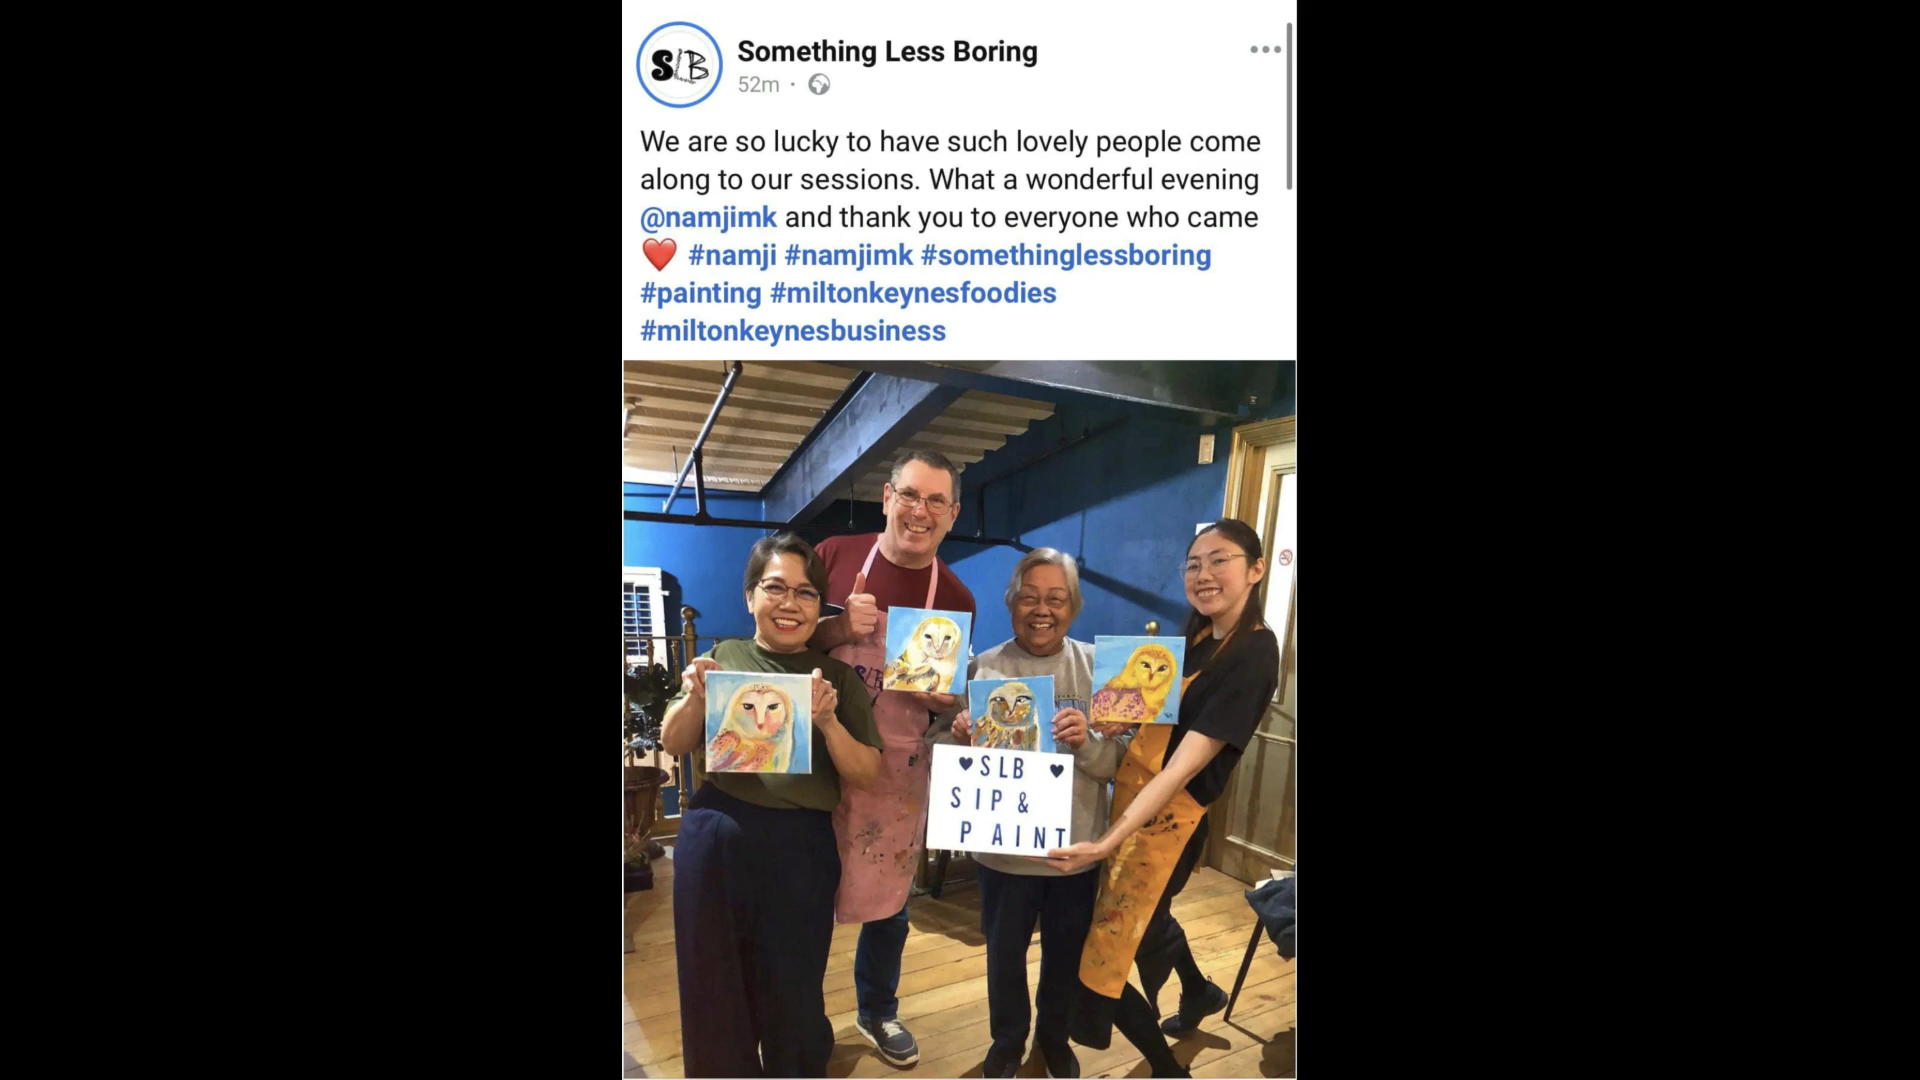 SLB
Something Less Boring
52m ·
We are so lucky to have such lovely people come
along to our sessions. What a wonderful evening
@namjimk and thank you to everyone who came
❤️ #namji #namjimk #somethinglessboring
#painting #miltonkeynesfoodies
#miltonkeynesbusiness
♥ SLB ♥
SIP &
PAINT